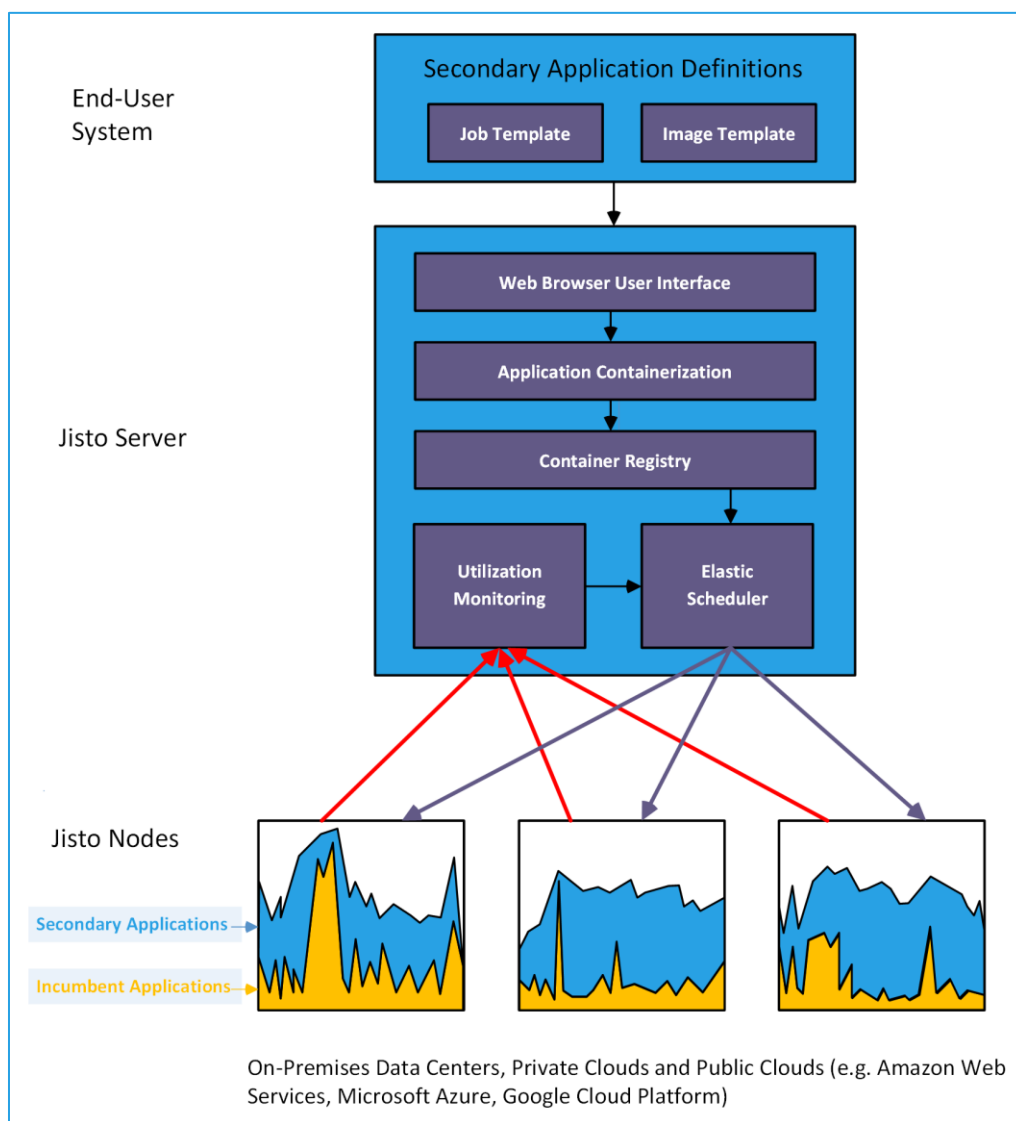 Secondary Application Definitions
End-User
System
Job Template
Image Template
Web Browser User Interface
Application Containerization
Jisto Server
Container Registry
Utilization
Monitoring
Elastic
Scheduler
Jisto Nodes
Secondary Applications
Incumbent Applications
On-Premises Data Centers, Private Clouds and Public Clouds (e.g. Amazon Web
Services, Microsoft Azure, Google Cloud Platform)